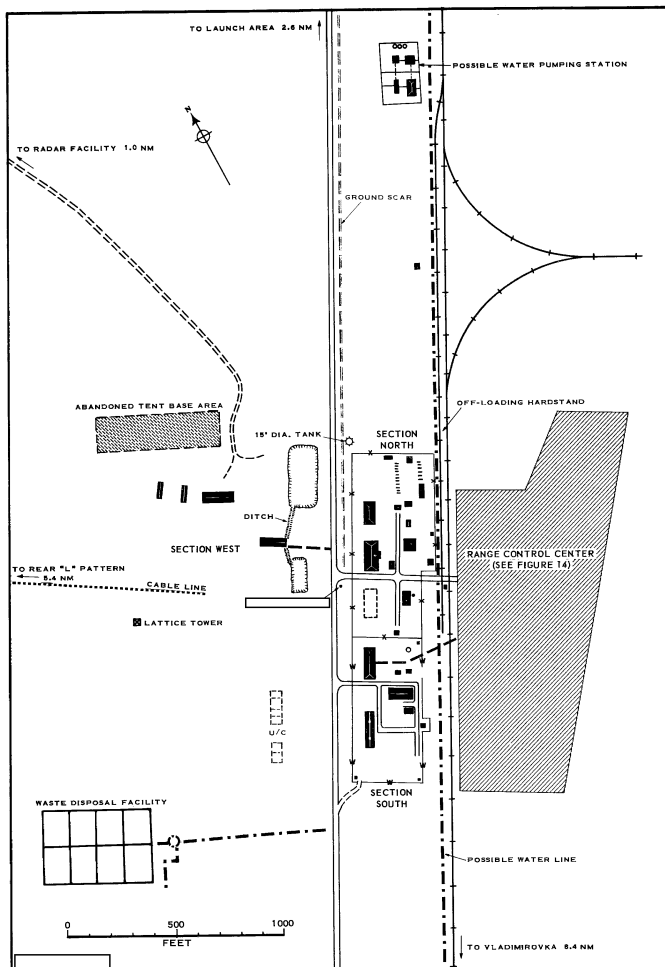 TO LAUNCH AREA 2.6 NM
POSSIBLE WATER PUMPING STATION
N
TO RADAR FACILITY 1.0 NM
GROUND SCAR
OFF-LOADING HARDSTAND
ABANDONED TENT BASE AREA
15' DIA. TANK
SECTION
NORTH
DITCH
SECTION WEST
RANGE CONTROL CENTER
(SEE FIGURE 14)
TO REAR "L" PATTERN
8.4 NM
CABLE LINE
LATTICE TOWER
U/C
SECTION
SOUTH
WASTE DISPOSAL FACILITY
POSSIBLE WATER LINE
0 500 1000
FEET
TO VLADIMIROVKA 8.4 NM